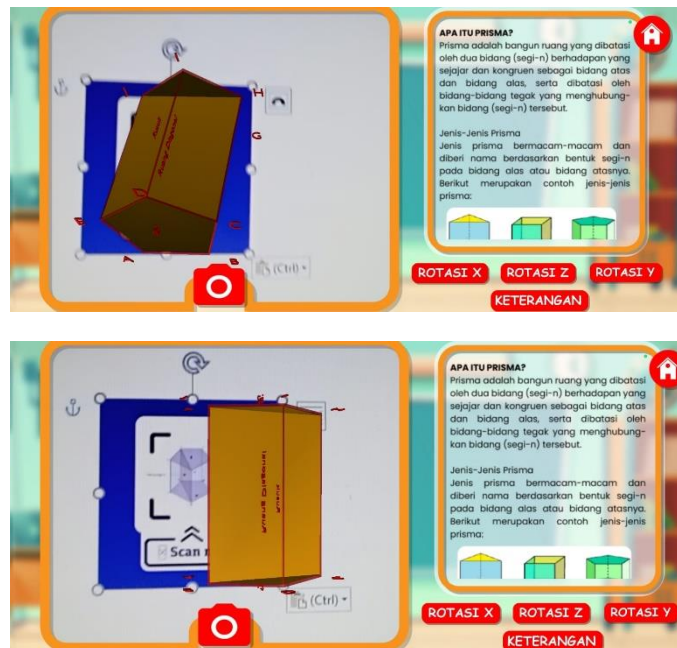 APA ITU PRISMA?
Prisma adalah bangun ruang yang dibatasi
oleh dua bidang (segi-n) berhadapan yang
sejajar dan kongruen sebagai bidang atas
dan bidang alas, serta dibatasi oleh
bidang-bidang tegak yang menghubung-
kan bidang (segi-n) tersebut.
Jenis-Jenis Prisma
Jenis prisma bermacam-macam dan
diberi nama berdasarkan bentuk segi-n
pada bidang alas atau bidang atasnya.
Berikut merupakan contoh jenis-jenis
prisma:
H
G
(Ctrl)
ROTASI X
ROTASI Z
ROTASI Y
KETERANGAN
APA ITU PRISMA?
Prisma adalah bangun ruang yang dibatasi
oleh dua bidang (segi-n) berhadapan yang
sejajar dan kongruen sebagai bidang atas
dan bidang alas, serta dibatasi oleh
bidang-bidang tegak yang menghubung-
kan bidang (segi-n) tersebut.
Jenis-Jenis Prisma
Jenis prisma bermacam-macam dan
diberi nama berdasarkan bentuk segi-n
pada bidang alas atau bidang atasnya.
Berikut merupakan contoh jenis-jenis
prisma:
Scan
(Ctrl)
ROTASI X
ROTASI Z
ROTASI Y
KETERANGAN